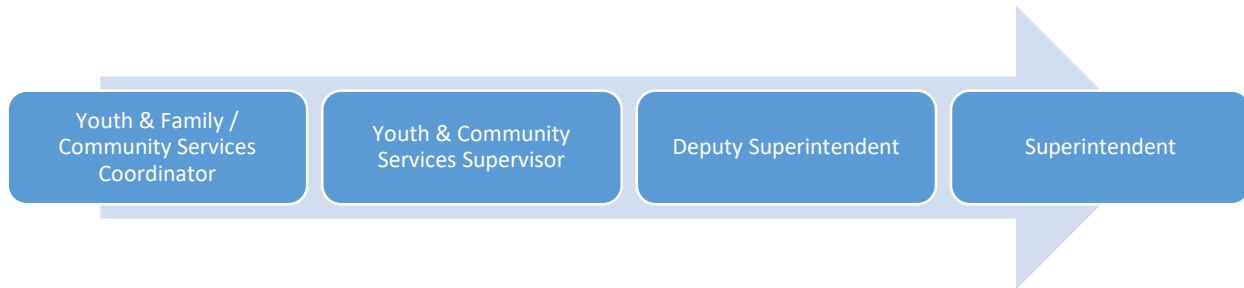 Youth & Family /
Community Services
Coordinator
Youth & Community
Services Supervisor
Deputy Superintendent
Superintendent